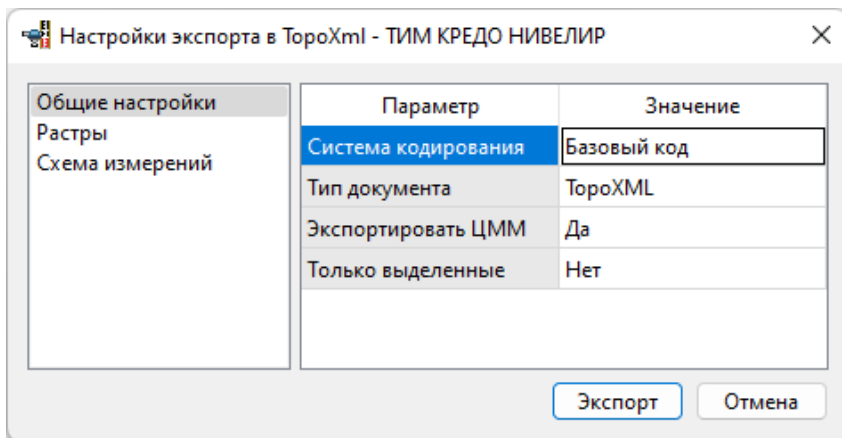 Настройки экспорта в TopoXml - ТИМ КРЕДО НИВЕЛИР
Общие настройки
Растры
Схема измерений
Параметр Значение
Система кодирования Базовый код
Тип документа TopoXML
Экспортировать ЦММ Да
Только выделенные Нет
Экспорт Отмена